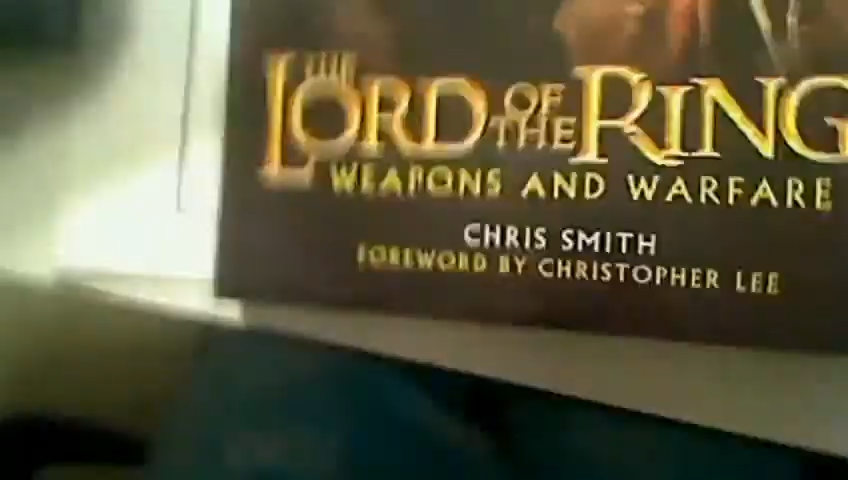 THE
LORD OF THE RING
WEAPONS AND WARFARE
CHRIS SMITH
FOREWORD BY CHRISTOPHER LEE